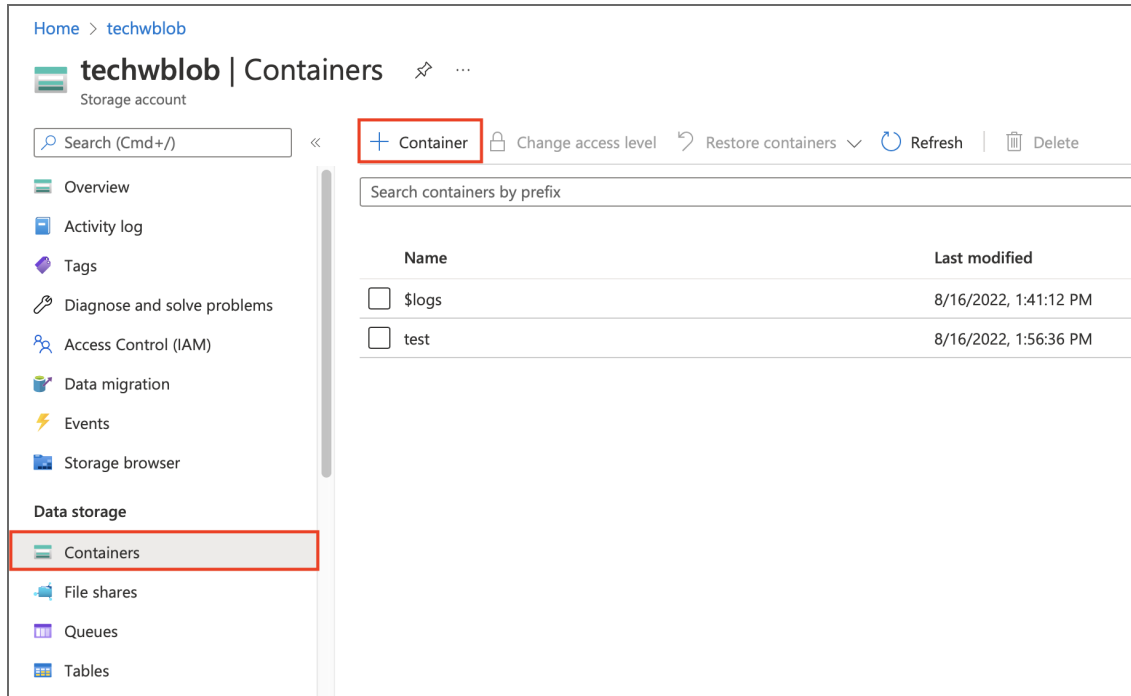 Home > techwblob
techwblob | Containers ...
Storage account
Search (Cmd+/) «
+ Container Change access level Restore containers Refresh Delete
Search containers by prefix
Overview
Activity log
Tags
Diagnose and solve problems
Access Control (IAM)
Data migration
Events
Storage browser
Data storage
Containers
File shares
Queues
Tables
Name Last modified
$logs 8/16/2022, 1:41:12 PM
test 8/16/2022, 1:56:36 PM